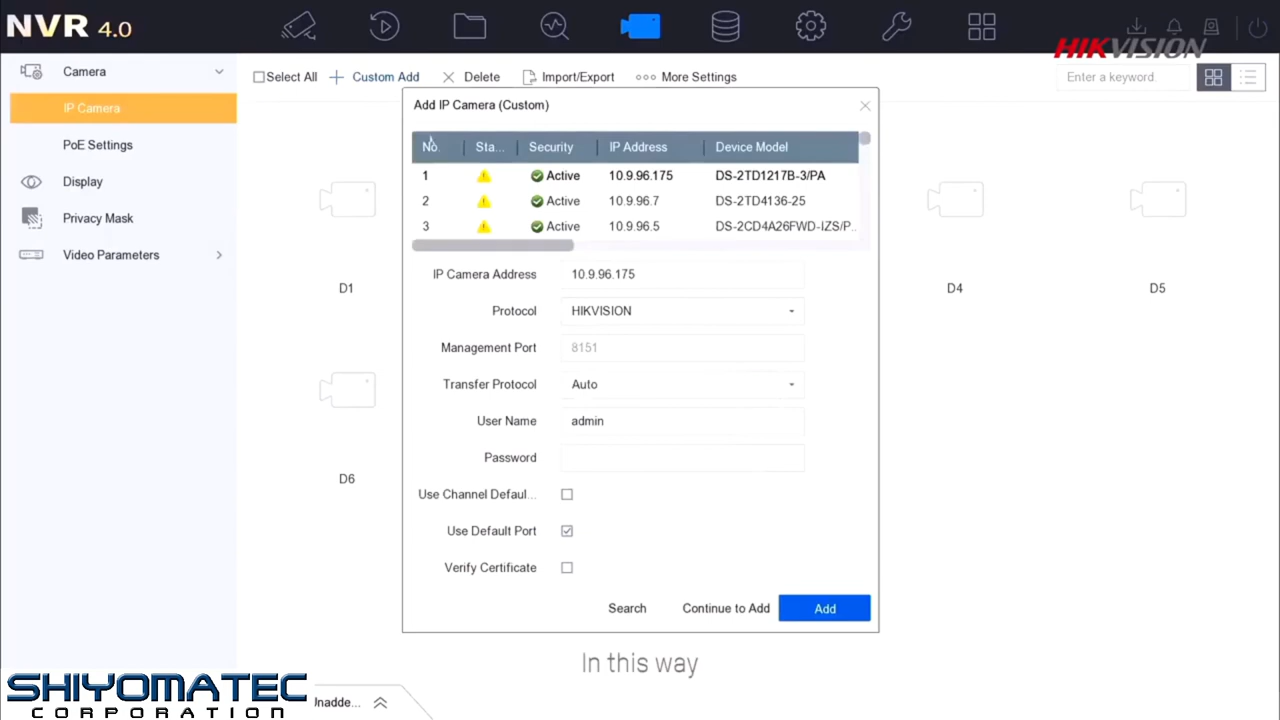 NVR 4.0
HIKVISION
Camera
IP Camera
PoE Settings
Display
Privacy Mask
Video Parameters
Select All Custom Add Delete Import/Export More Settings
Enter a keyword.
Add IP Camera (Custom)
No. Sta... Security IP Address Device Model
1 Active 10.9.96.175 DS-2TD1217B-3/PA
2 Active 10.9.96.7 DS-2TD4136-25
3 Active 10.9.96.5 DS-2CD4A26FWD-IZS/P..
IP Camera Address 10.9.96.175
Protocol HIKVISION
Management Port 8151
Transfer Protocol Auto
User Name admin
Password
Use Channel Defaul...
Use Default Port
Verify Certificate
Search Continue to Add Add
D1
D4
D5
D6
In this way
SHIYOMATEC
CORPORATION
Unadde...